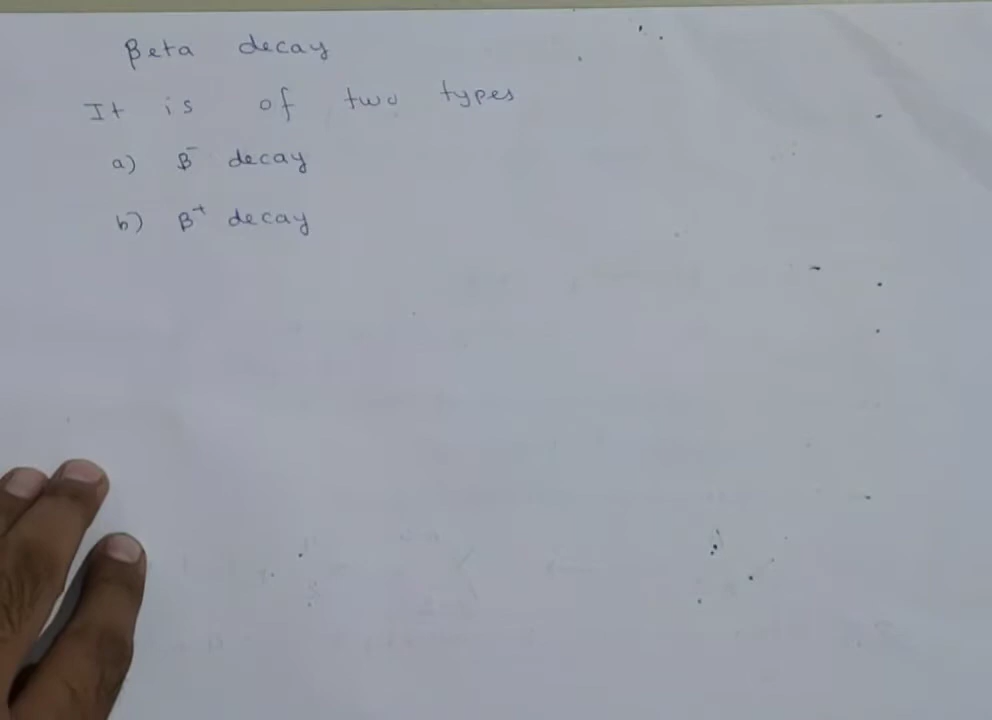 Beta decay
It is of two types
a) β⁻ decay
b) β⁺ decay